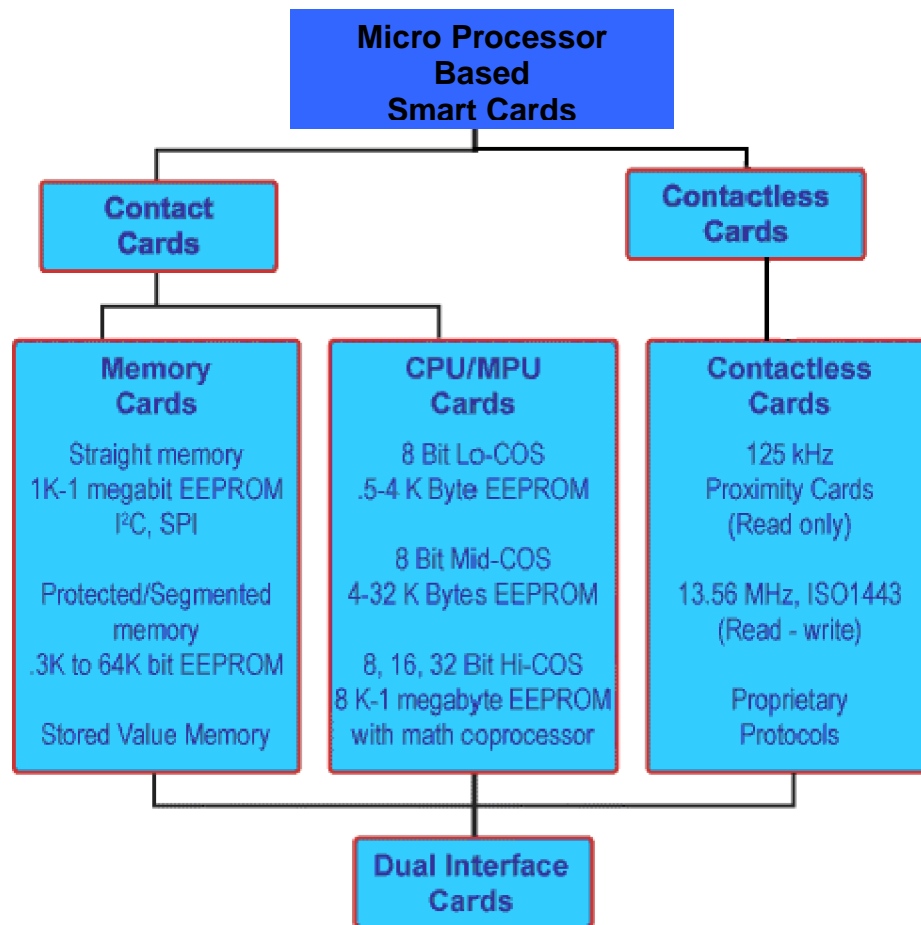 Micro Processor
Based
Smart Cards
Contact
Cards
Contactless
Cards
Memory
Cards
Straight memory
1K-1 megabit EEPROM
I²C, SPI
Protected/Segmented
memory
.3K to 64K bit EEPROM
Stored Value Memory
CPU/MPU
Cards
8 Bit Lo-COS
.5-4 K Byte EEPROM
8 Bit Mid-COS
4-32 K Bytes EEPROM
8, 16, 32 Bit Hi-COS
8 K-1 megabyte EEPROM
with math coprocessor
Contactless
Cards
125 kHz
Proximity Cards
(Read only)
13.56 MHz, ISO1443
(Read - write)
Proprietary
Protocols
Dual Interface
Cards